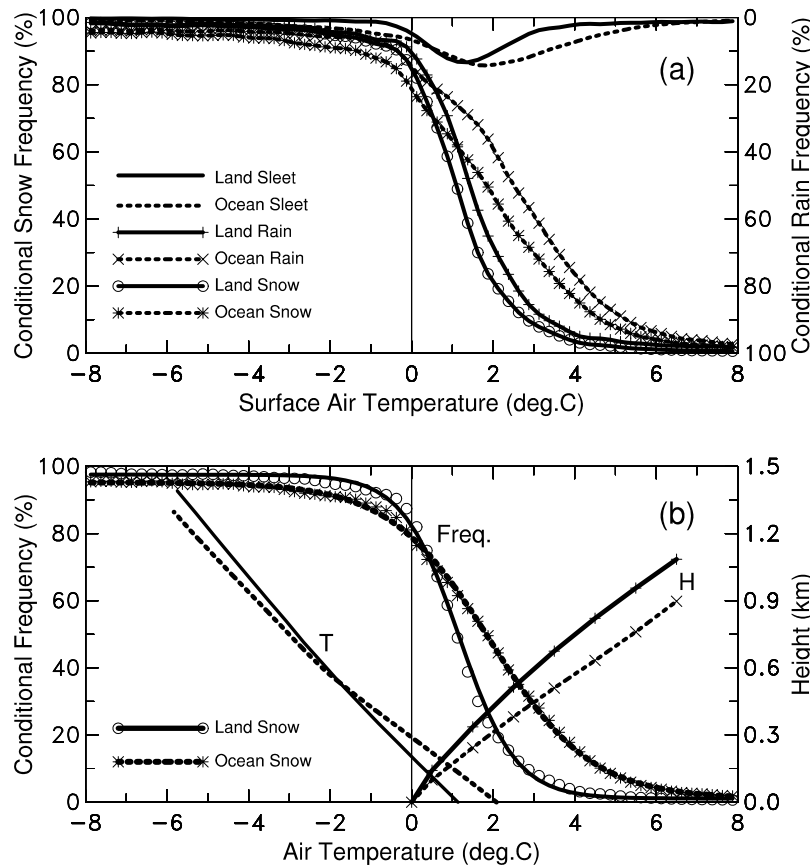 100
80
60
40
20
0
Conditional Snow Frequency (%)
0
20
40
60
80
100
Conditional Rain Frequency (%)
(a)
Land Sleet
Ocean Sleet
Land Rain
Ocean Rain
Land Snow
Ocean Snow
−8 −6 −4 −2 0 2 4 6 8
Surface Air Temperature (deg.C)
100
80
60
40
20
0
Conditional Frequency (%)
1.5
1.2
0.9
0.6
0.3
0.0
Height (km)
(b)
Freq.
H
T
Land Snow
Ocean Snow
−8 −6 −4 −2 0 2 4 6 8
Air Temperature (deg.C)